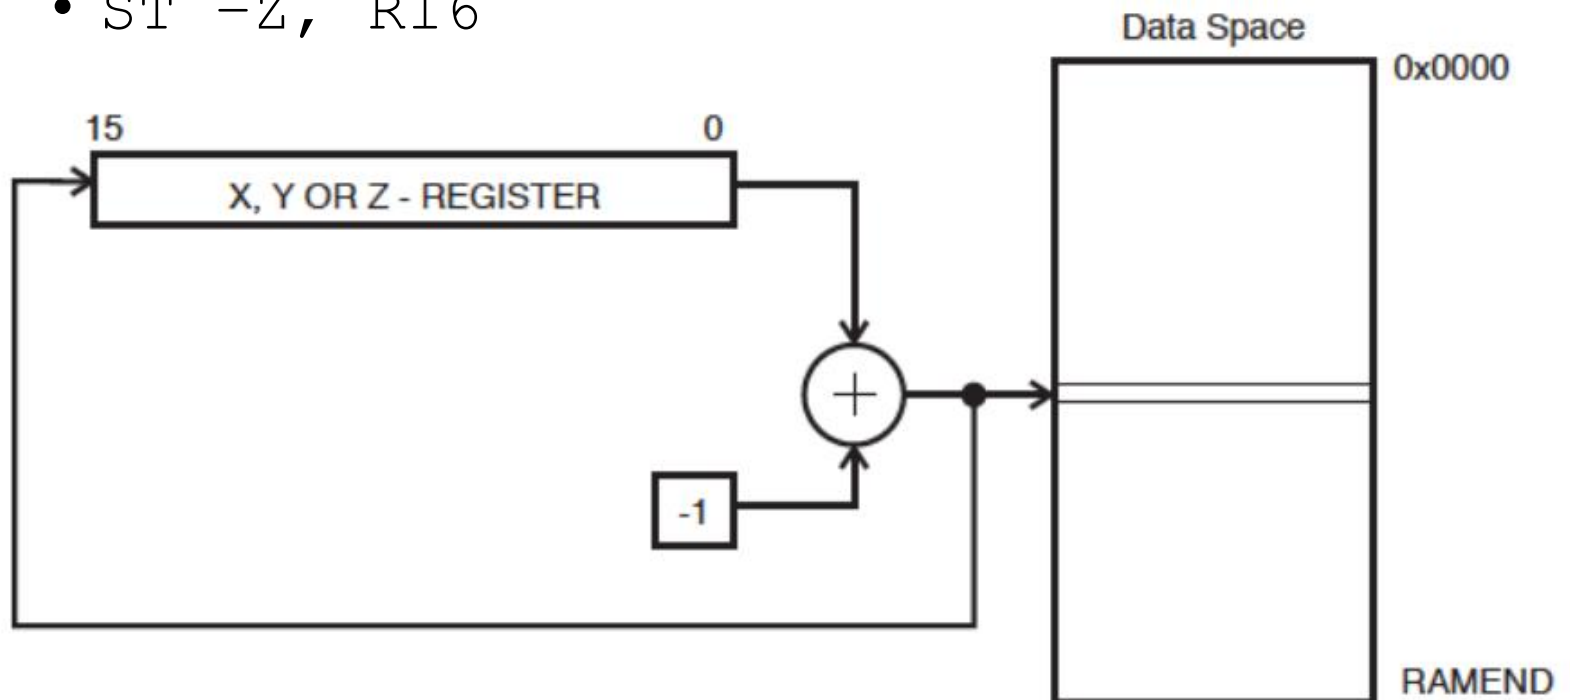 • ST -Z, R16
Data Space
0x0000
15 0
X, Y OR Z - REGISTER
-1
RAMEND